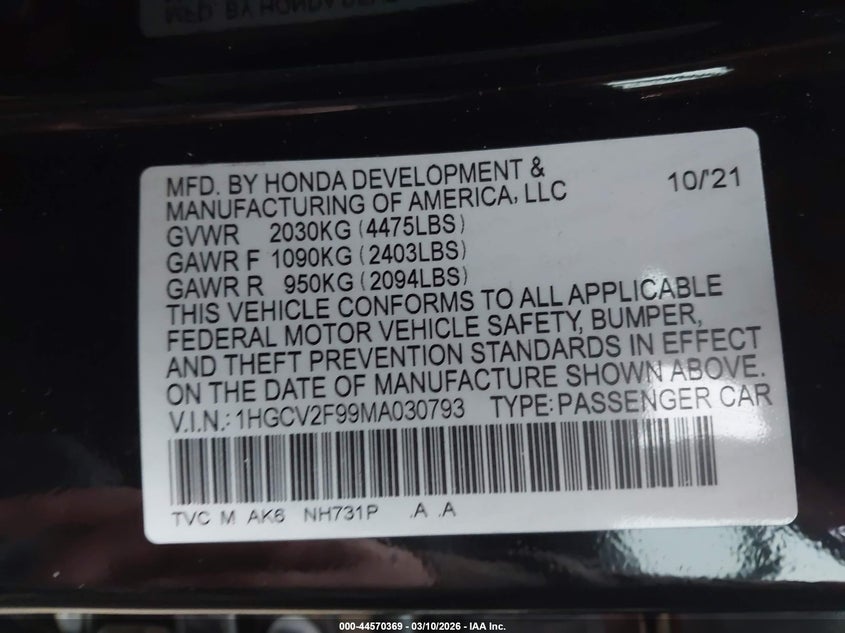 MFD. BY HONDA DEVELOPMENT &
MANUFACTURING OF AMERICA, LLC
10/'21
GVWR 2030KG (4475LBS)
GAWR F 1090KG (2403LBS)
GAWR R 950KG (2094LBS)
THIS VEHICLE CONFORMS TO ALL APPLICABLE
FEDERAL MOTOR VEHICLE SAFETY, BUMPER,
AND THEFT PREVENTION STANDARDS IN EFFECT
ON THE DATE OF MANUFACTURE SHOWN ABOVE.
V.I.N.: 1HGCV2F99MA030793 TYPE: PASSENGER CAR
TVC M AK6 NH731P .A .A
000-44570369 - 03/10/2026 - IAA Inc.